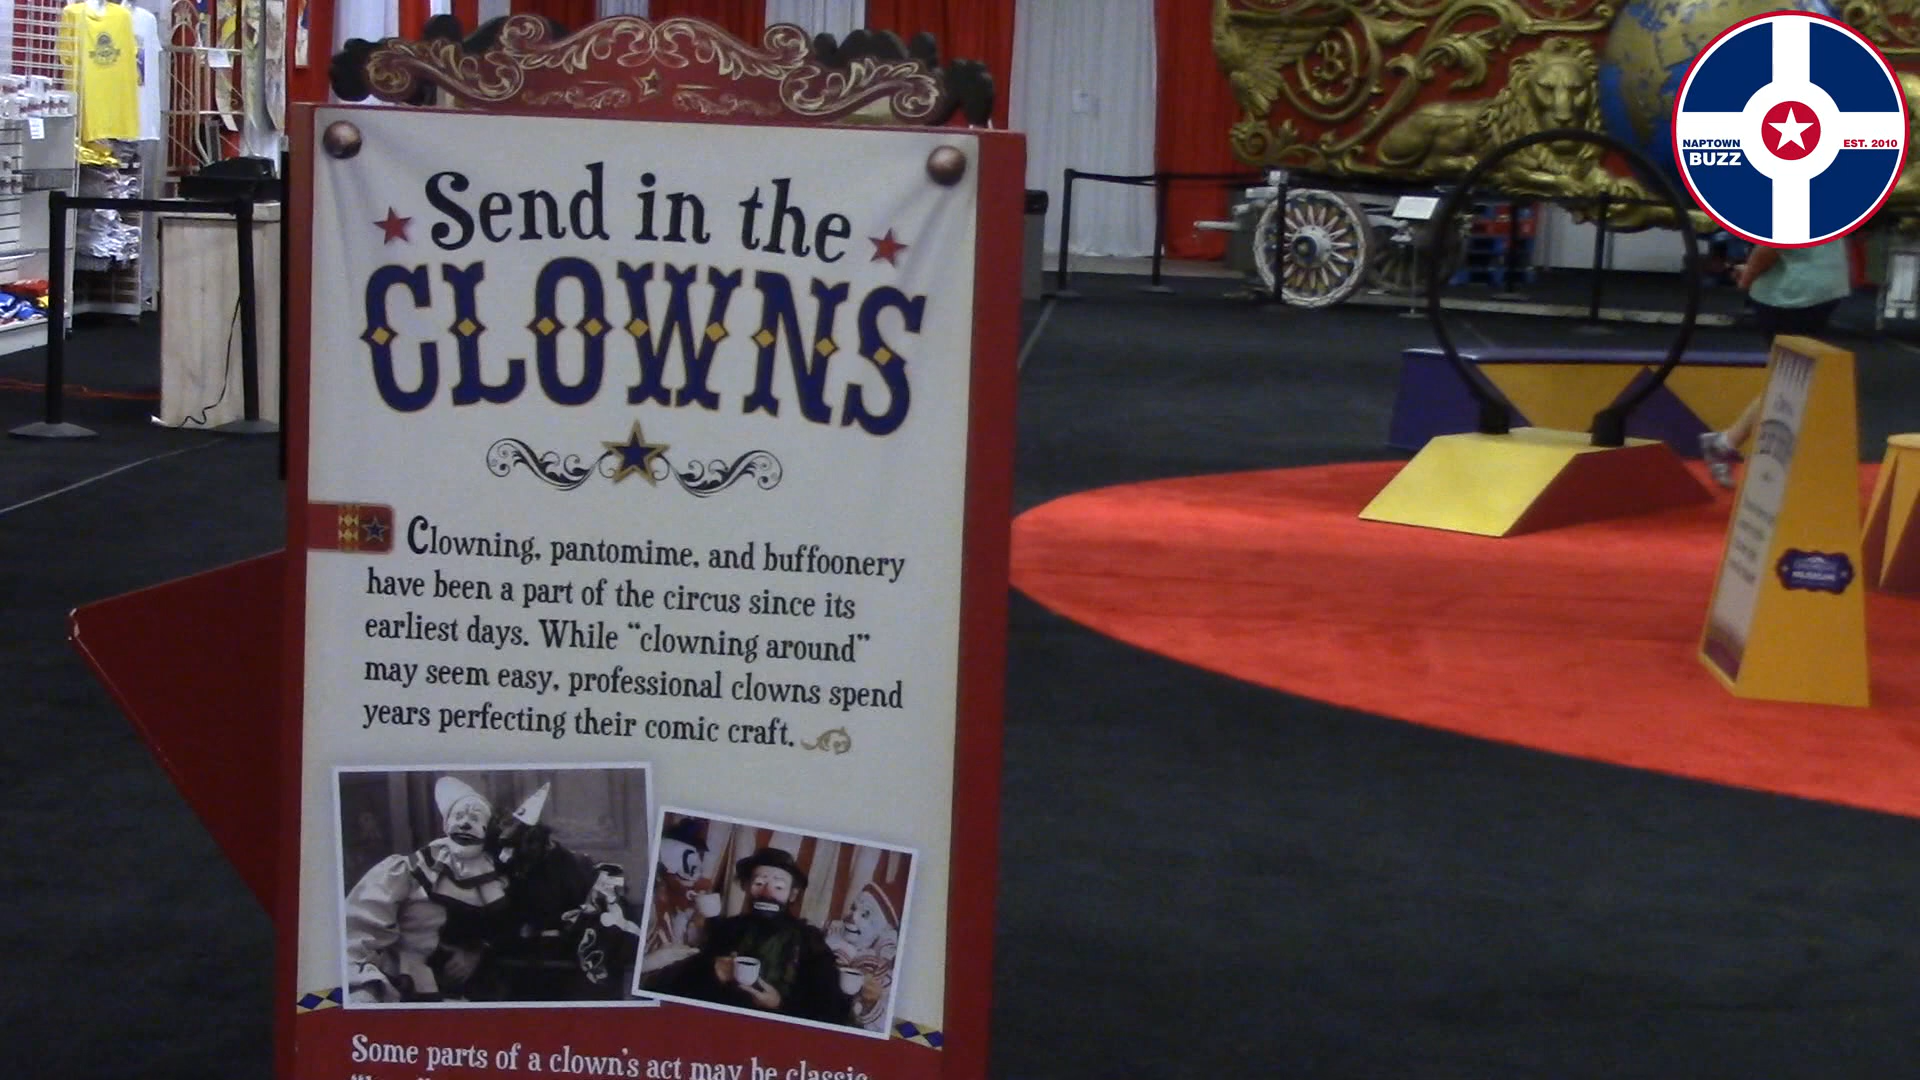 NAPTOWN
BUZZ
EST. 2010
Send in the
CLOWNS
Clowning, pantomime, and buffoonery
have been a part of the circus since its
earliest days. While “clowning around”
may seem easy, professional clowns spend
years perfecting their comic craft.
Some parts of a clown's act may be classic